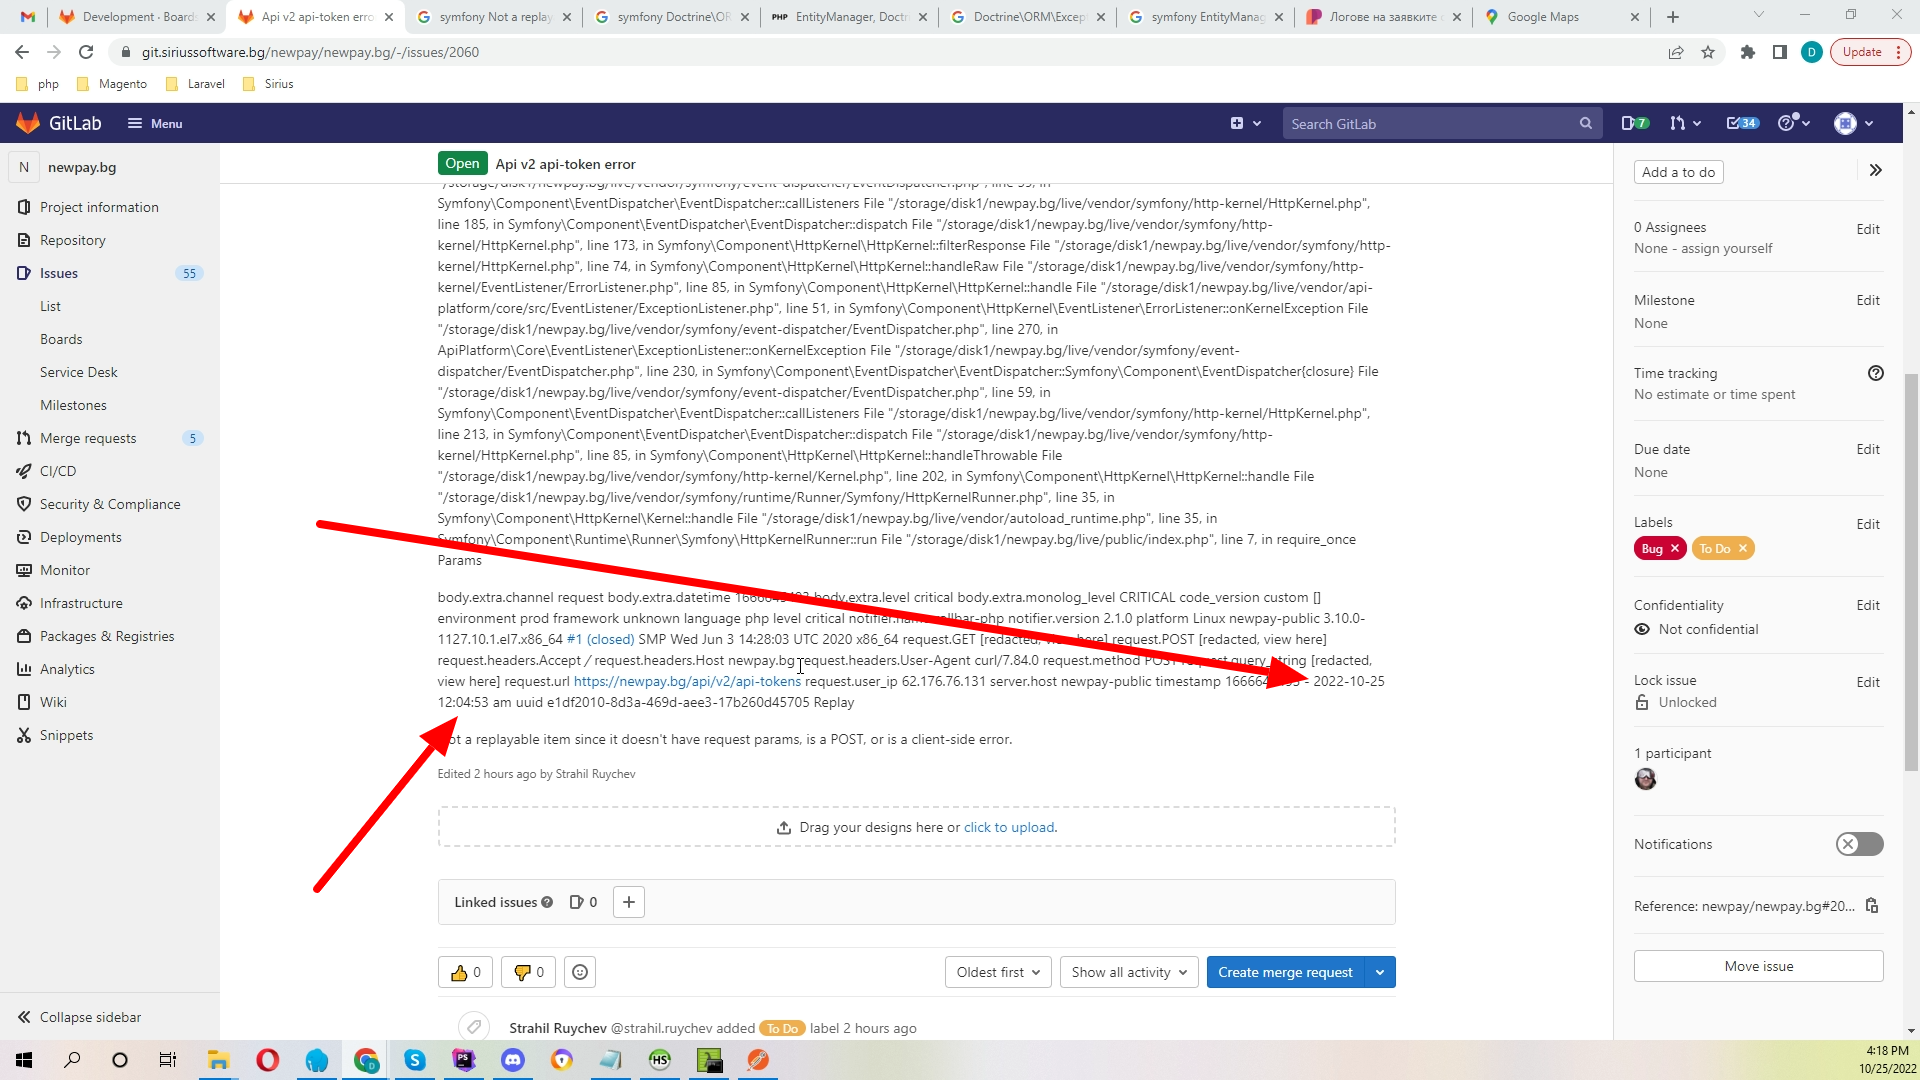 Development · Board
Api v2 api-token erro
symfony Not a replay
symfony Doctrine\OR
PHP EntityManager, Doctr
Doctrine\ORM\Except
symfony EntityManag
Логове на заявките с
Google Maps
git.siriussoftware.bg/newpay/newpay.bg/-/issues/2060
D
Update
php
Magento
Laravel
Sirius
GitLab
Menu
Search GitLab
7
34
N
newpay.bg
Project information
Repository
Issues
55
List
Boards
Service Desk
Milestones
Merge requests
5
CI/CD
Security & Compliance
Deployments
Monitor
Infrastructure
Packages & Registries
Analytics
Wiki
Snippets
Collapse sidebar
Open Api v2 api-token error
"/storage/disk1/newpay.bg/live/vendor/symfony/event-dispatcher/EventDispatcher.php", line 59, in
Symfony\Component\EventDispatcher\EventDispatcher::callListeners File "/storage/disk1/newpay.bg/live/vendor/symfony/http-kernel/HttpKernel.php",
line 185, in Symfony\Component\EventDispatcher\EventDispatcher::dispatch File "/storage/disk1/newpay.bg/live/vendor/symfony/http-
kernel/HttpKernel.php", line 173, in Symfony\Component\HttpKernel\HttpKernel::filterResponse File "/storage/disk1/newpay.bg/live/vendor/symfony/http-
kernel/HttpKernel.php", line 74, in Symfony\Component\HttpKernel\HttpKernel::handleRaw File "/storage/disk1/newpay.bg/live/vendor/symfony/http-
kernel/EventListener/ErrorListener.php", line 85, in Symfony\Component\HttpKernel\HttpKernel::handle File "/storage/disk1/newpay.bg/live/vendor/api-
platform/core/src/EventListener/ExceptionListener.php", line 51, in Symfony\Component\HttpKernel\EventListener\ErrorListener::onKernelException File
"/storage/disk1/newpay.bg/live/vendor/symfony/event-dispatcher/EventDispatcher.php", line 270, in
ApiPlatform\Core\EventListener\ExceptionListener::onKernelException File "/storage/disk1/newpay.bg/live/vendor/symfony/event-
dispatcher/EventDispatcher.php", line 230, in Symfony\Component\EventDispatcher\EventDispatcher::Symfony\Component\EventDispatcher{closure} File
"/storage/disk1/newpay.bg/live/vendor/symfony/event-dispatcher/EventDispatcher.php", line 59, in
Symfony\Component\EventDispatcher\EventDispatcher::callListeners File "/storage/disk1/newpay.bg/live/vendor/symfony/http-kernel/HttpKernel.php",
line 213, in Symfony\Component\EventDispatcher\EventDispatcher::dispatch File "/storage/disk1/newpay.bg/live/vendor/symfony/http-
kernel/HttpKernel.php", line 85, in Symfony\Component\HttpKernel\HttpKernel::handleThrowable File
"/storage/disk1/newpay.bg/live/vendor/symfony/http-kernel/Kernel.php", line 202, in Symfony\Component\HttpKernel\HttpKernel::handle File
"/storage/disk1/newpay.bg/live/vendor/symfony/runtime/Runner/Symfony/HttpKernelRunner.php", line 35, in
Symfony\Component\HttpKernel\Kernel::handle File "/storage/disk1/newpay.bg/live/vendor/autoload_runtime.php", line 35, in
Symfony\Component\Runtime\Runner\Symfony\HttpKernelRunner::run File "/storage/disk1/newpay.bg/live/public/index.php", line 7, in require_once
Params
body.extra.channel request body.extra.datetime body.extra.level critical body.extra.monolog_level CRITICAL code_version custom []
environment prod framework unknown language php level critical notifier.version 2.1.0 platform Linux newpay-public 3.10.0-
1127.10.1.el7.x86_64 #1 (closed) SMP Wed Jun 3 14:28:03 UTC 2020 x86_64 request.GET [redacted, view here] request.POST [redacted, view here]
request.headers.Accept / request.headers.Host newpay.bg request.headers.User-Agent curl/7.84.0 request.method POST request.query_string [redacted,
view here] request.url https://newpay.bg/api/v2/api-tokens request.user_ip 62.176.76.131 server.host newpay-public timestamp - 2022-10-25
12:04:53 am uuid e1df2010-8d3a-469d-aee3-17b260d45705 Replay
Not a replayable item since it doesn't have request params, is a POST, or is a client-side error.
Edited 2 hours ago by Strahil Ruychev
Drag your designs here or click to upload.
Linked issues 0
0
0
Oldest first
Show all activity
Create merge request
Strahil Ruychev @strahil.ruychev added To Do label 2 hours ago
Add a to do
0 Assignees
Edit
None - assign yourself
Milestone
Edit
None
Time tracking
No estimate or time spent
Due date
Edit
None
Labels
Edit
Bug
To Do
Confidentiality
Edit
Not confidential
Lock issue
Edit
Unlocked
1 participant
Notifications
Reference: newpay/newpay.bg#20...
Move issue
4:18 PM
10/25/2022